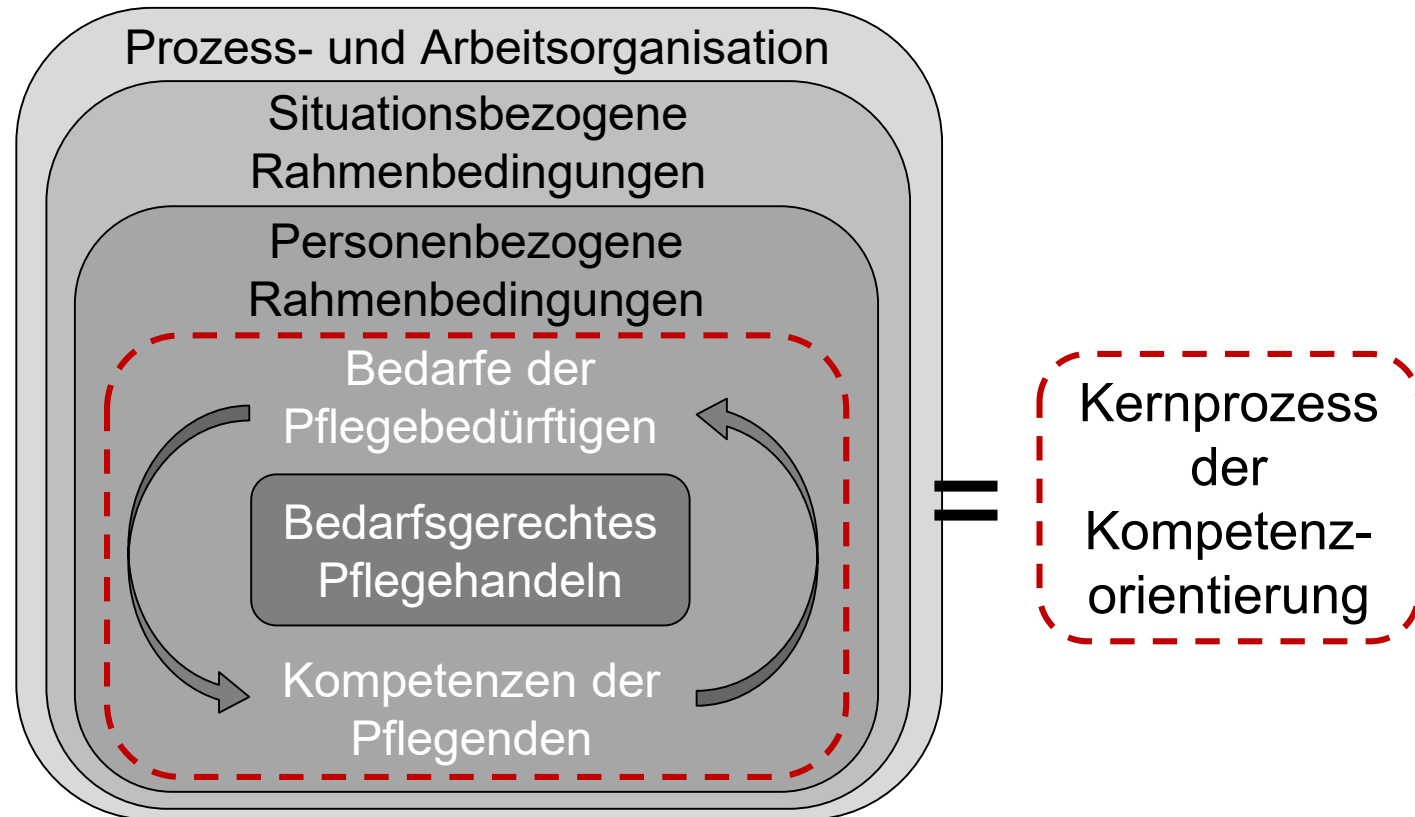 Prozess- und Arbeitsorganisation
Situationsbezogene
Rahmenbedingungen
Personenbezogene
Rahmenbedingungen
Bedarfe der
Pflegebedürftigen
Bedarfsgerechtes
Pflegehandeln
Kompetenzen der
Pflegenden
=
Kernprozess
der
Kompetenz-
orientierung